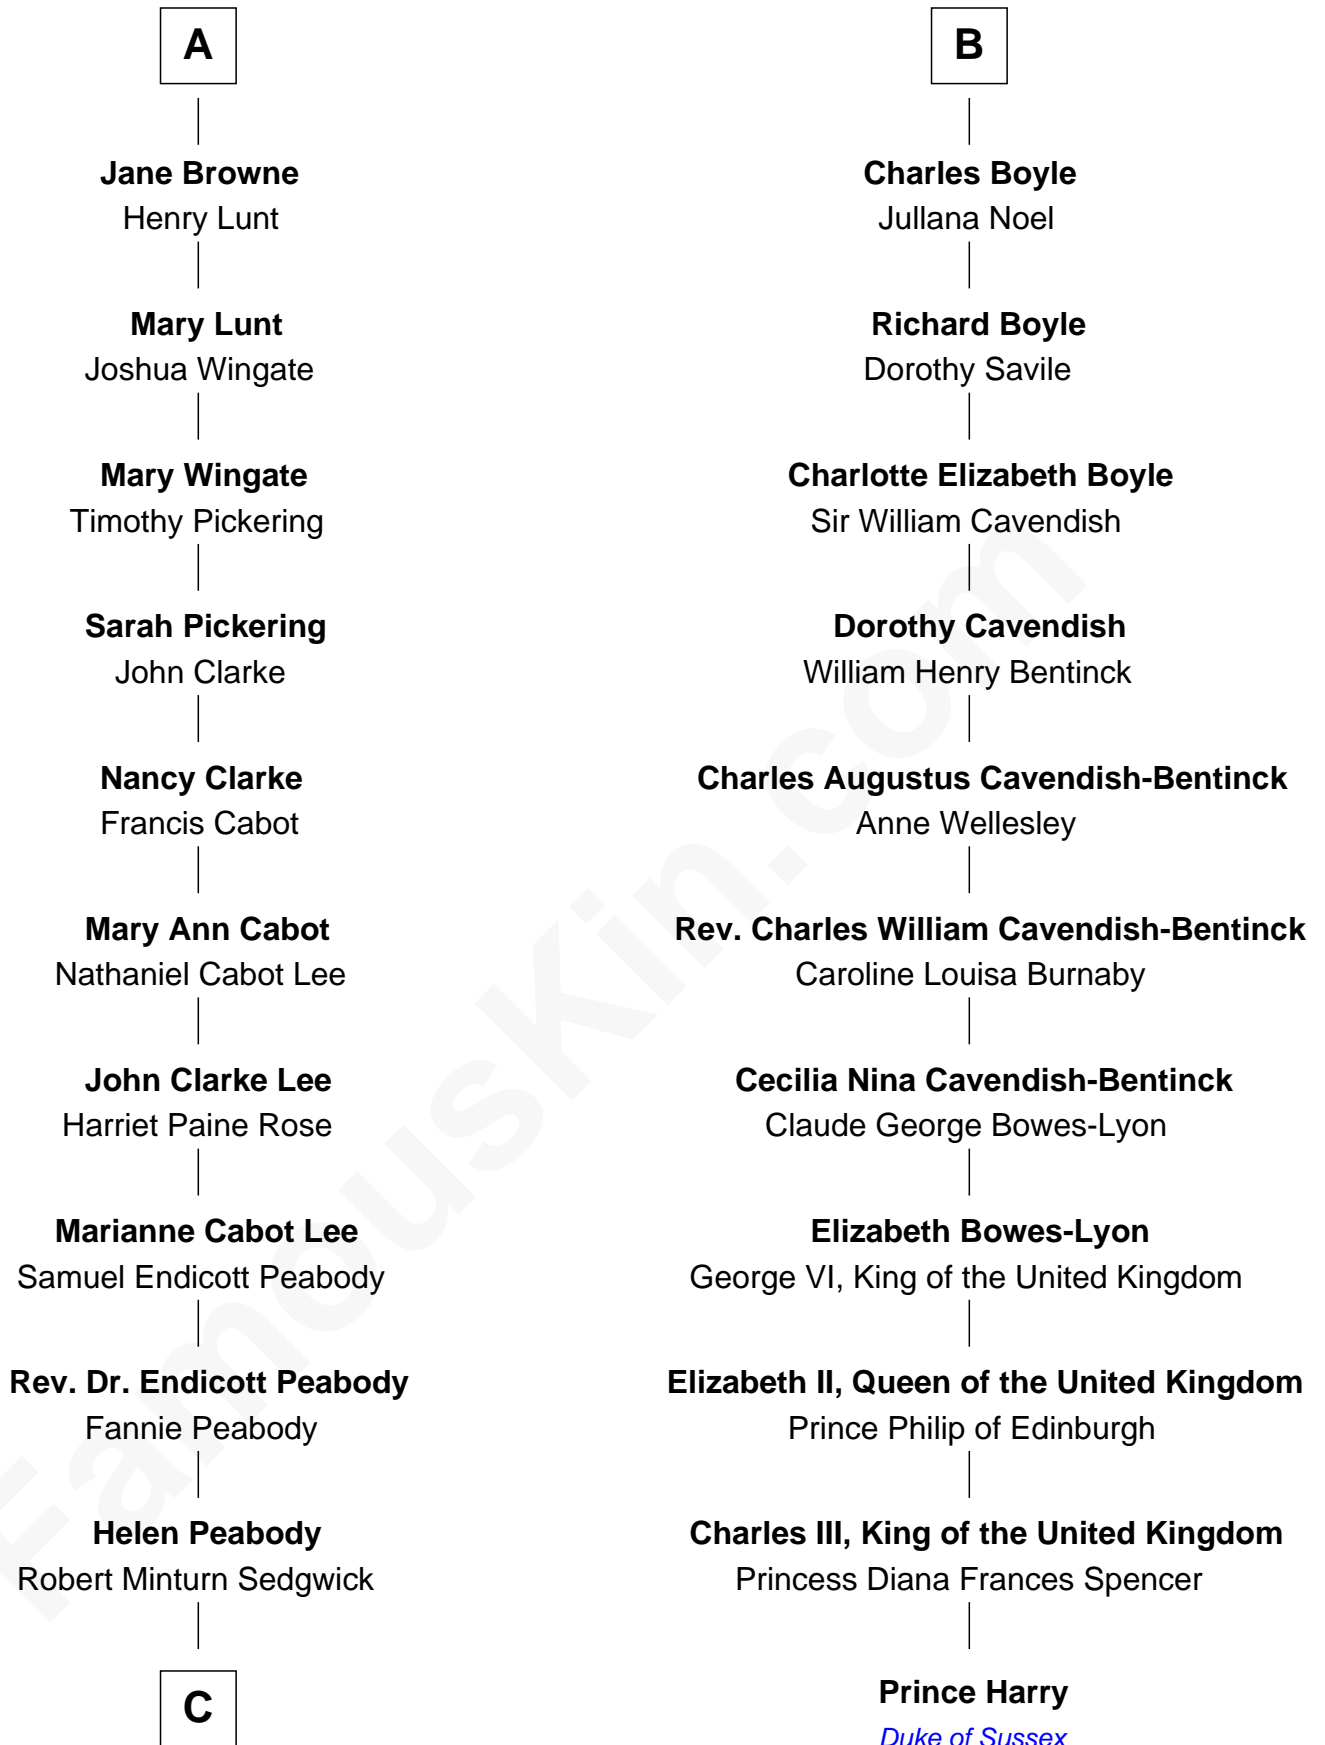 A
Jane Browne
Henry Lunt
Mary Lunt
Joshua Wingate
Mary Wingate
Timothy Pickering
Sarah Pickering
John Clarke
Nancy Clarke
Francis Cabot
Mary Ann Cabot
Nathaniel Cabot Lee
John Clarke Lee
Harriet Paine Rose
Marianne Cabot Lee
Samuel Endicott Peabody
Rev. Dr. Endicott Peabody
Fannie Peabody
Helen Peabody
Robert Minturn Sedgwick
C
B
Charles Boyle
Jullana Noel
Richard Boyle
Dorothy Savile
Charlotte Elizabeth Boyle
Sir William Cavendish
Dorothy Cavendish
William Henry Bentinck
Charles Augustus Cavendish-Bentinck
Anne Wellesley
Rev. Charles William Cavendish-Bentinck
Caroline Louisa Burnaby
Cecilia Nina Cavendish-Bentinck
Claude George Bowes-Lyon
Elizabeth Bowes-Lyon
George VI, King of the United Kingdom
Elizabeth II, Queen of the United Kingdom
Prince Philip of Edinburgh
Charles III, King of the United Kingdom
Princess Diana Frances Spencer
Prince Harry
Duke of Sussex
FamousKin.com